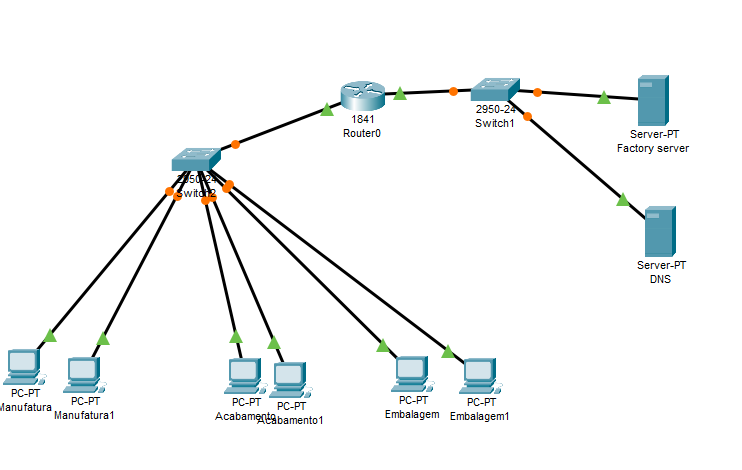 1841
Router0
2950-24
Switch1
Server-PT
Factory server
2950-24
Switch2
Server-PT
DNS
PC-PT
Manufatura
PC-PT
Manufatura1
PC-PT
Acabamento
PC-PT
Acabamento1
PC-PT
Embalagem
PC-PT
Embalagem1